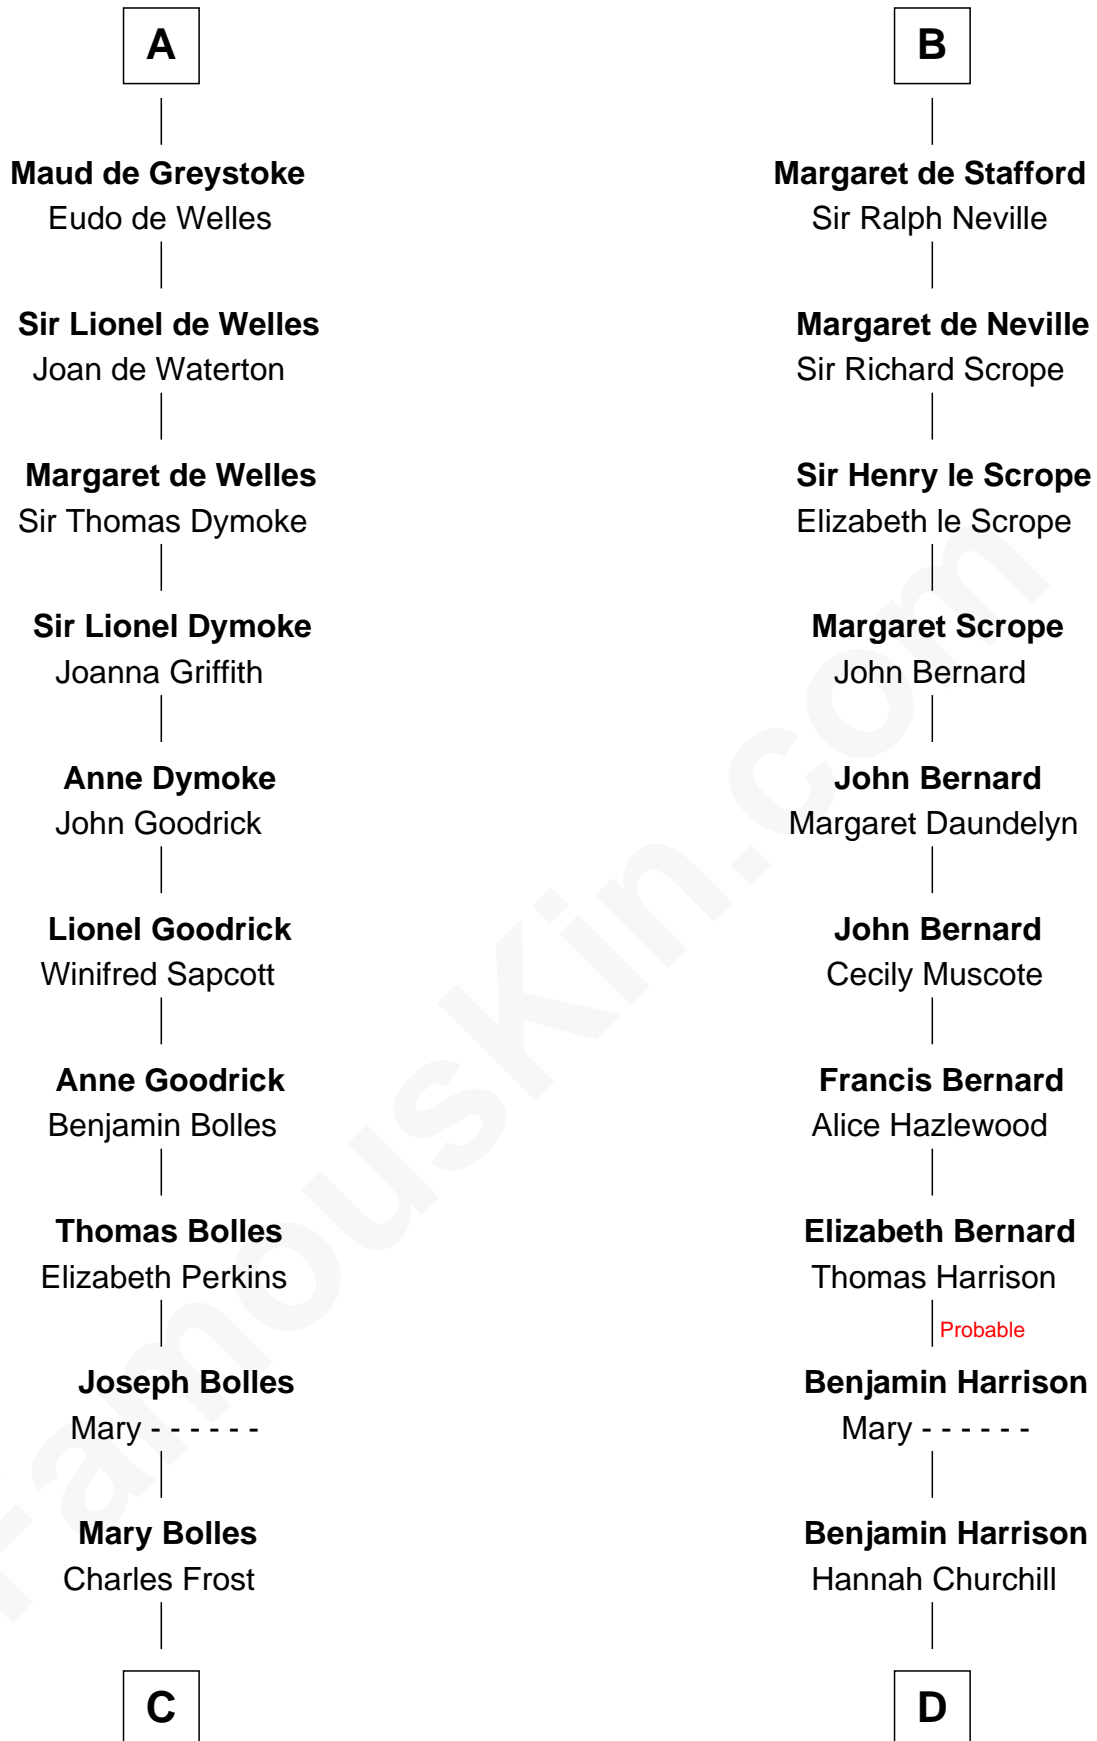 A
Maud de Greystoke
Eudo de Welles
Sir Lionel de Welles
Joan de Waterton
Margaret de Welles
Sir Thomas Dymoke
Sir Lionel Dymoke
Joanna Griffith
Anne Dymoke
John Goodrick
Lionel Goodrick
Winifred Sapcott
Anne Goodrick
Benjamin Bolles
Thomas Bolles
Elizabeth Perkins
Joseph Bolles
Mary - - - - - -
Mary Bolles
Charles Frost
C
B
Margaret de Stafford
Sir Ralph Neville
Margaret de Neville
Sir Richard Scrope
Sir Henry le Scrope
Elizabeth le Scrope
Margaret Scrope
John Bernard
John Bernard
Margaret Daundelyn
John Bernard
Cecily Muscote
Francis Bernard
Alice Hazlewood
Elizabeth Bernard
Thomas Harrison
Probable
Benjamin Harrison
Mary - - - - - -
Benjamin Harrison
Hannah Churchill
D
FamousKin.com